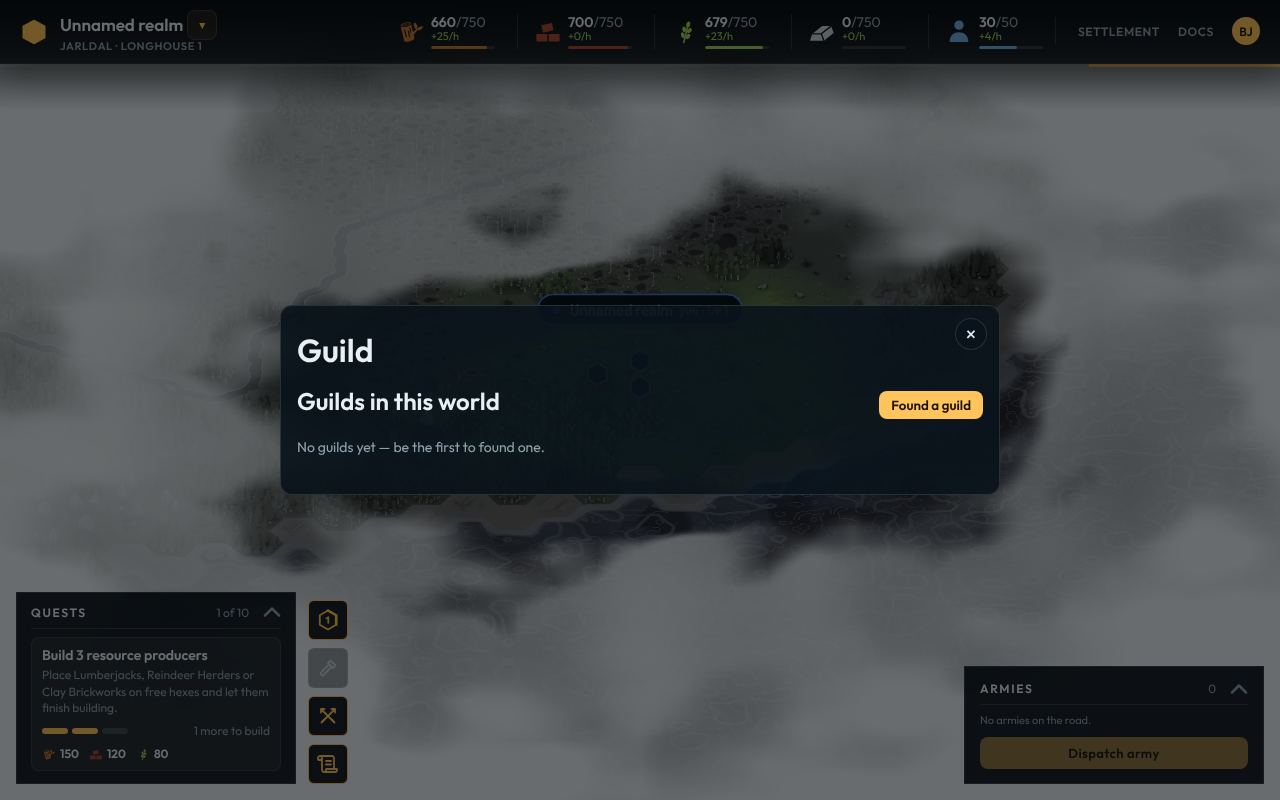 Unnamed realm
JARLDAL · LONGHOUSE 1
660/750
+25/h
700/750
+0/h
679/750
+23/h
0/750
+0/h
30/50
+4/h
SETTLEMENT
DOCS
BJ
Unnamed realm
Guild
Guilds in this world
Found a guild
No guilds yet — be the first to found one.
QUESTS
1 of 10
Build 3 resource producers
Place Lumberjacks, Reindeer Herders or
Clay Brickworks on free hexes and let them
finish building.
1 more to build
150
120
80
1
ARMIES
0
No armies on the road.
Dispatch army